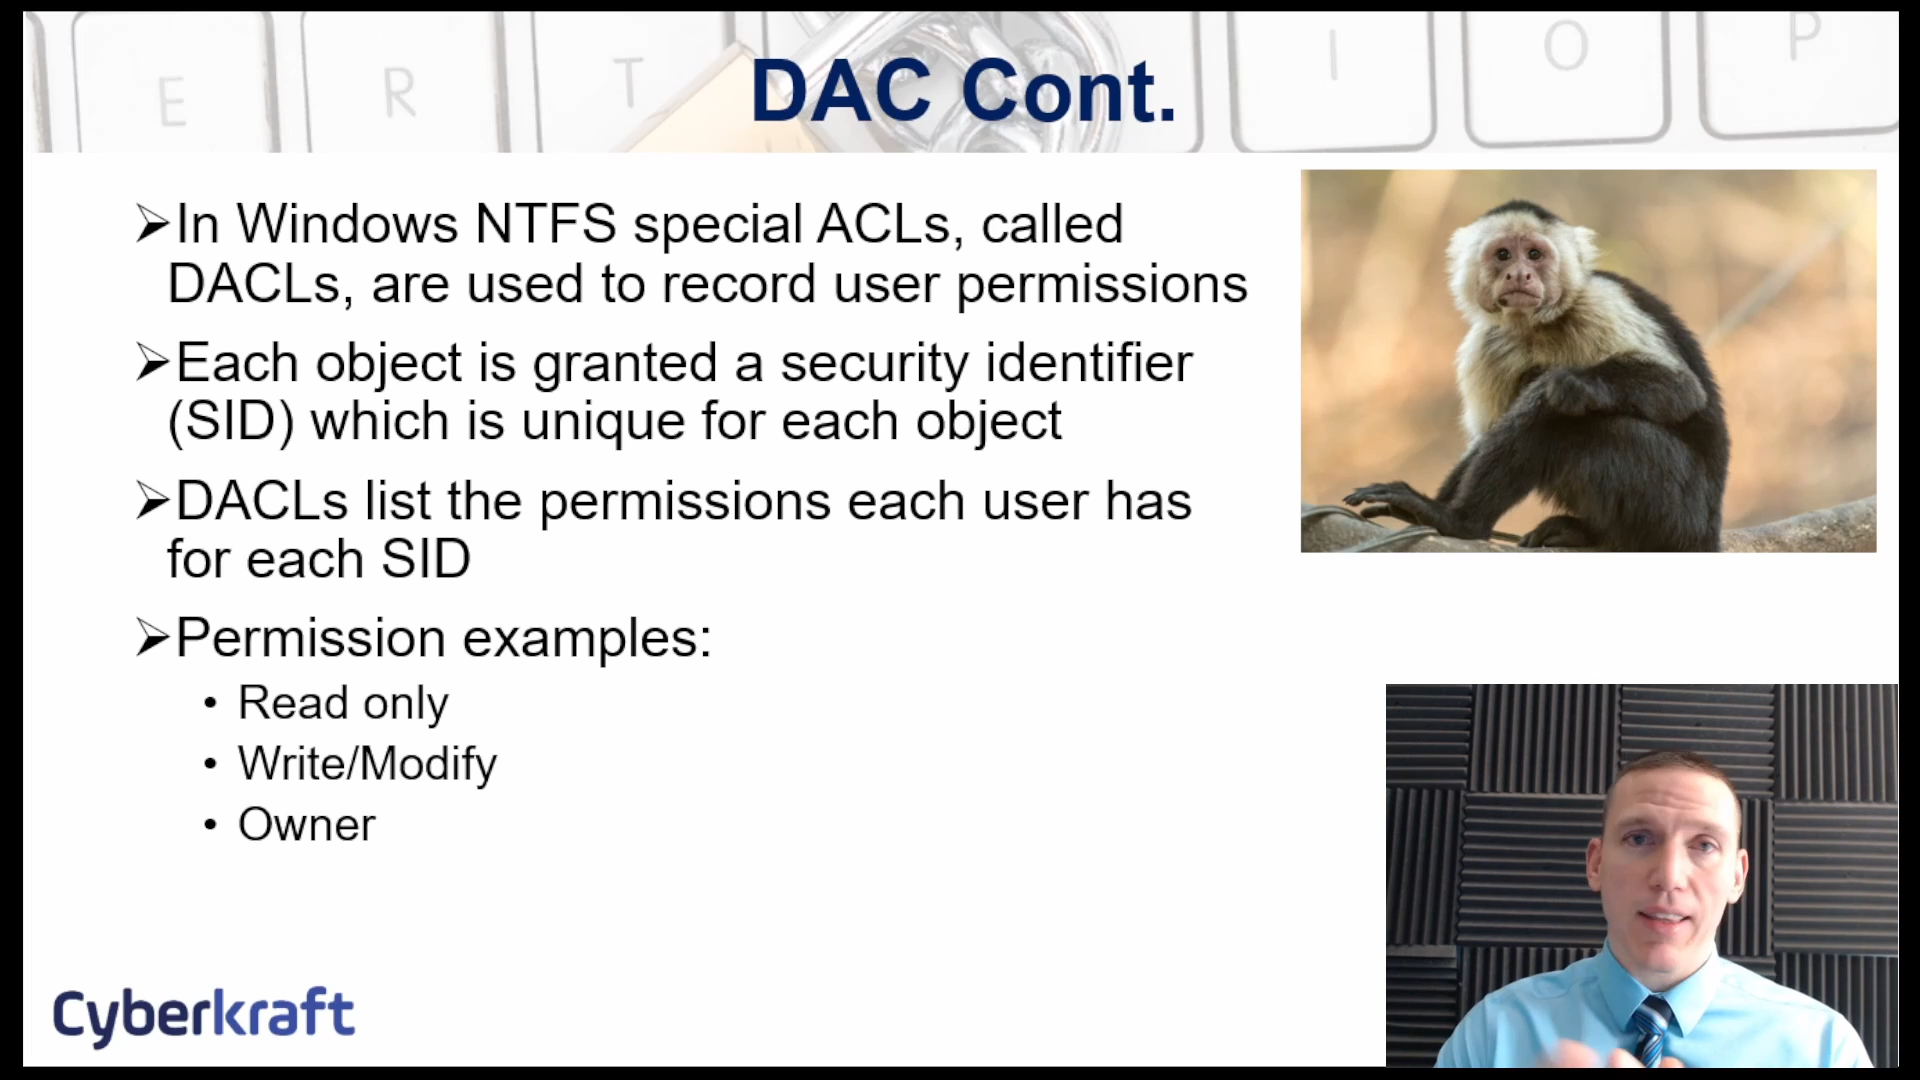 E R T I O P
DAC Cont.
➢In Windows NTFS special ACLs, called
DACLs, are used to record user permissions
➢Each object is granted a security identifier
(SID) which is unique for each object
➢DACLs list the permissions each user has
for each SID
➢Permission examples:
• Read only
• Write/Modify
• Owner
Cyberkraft